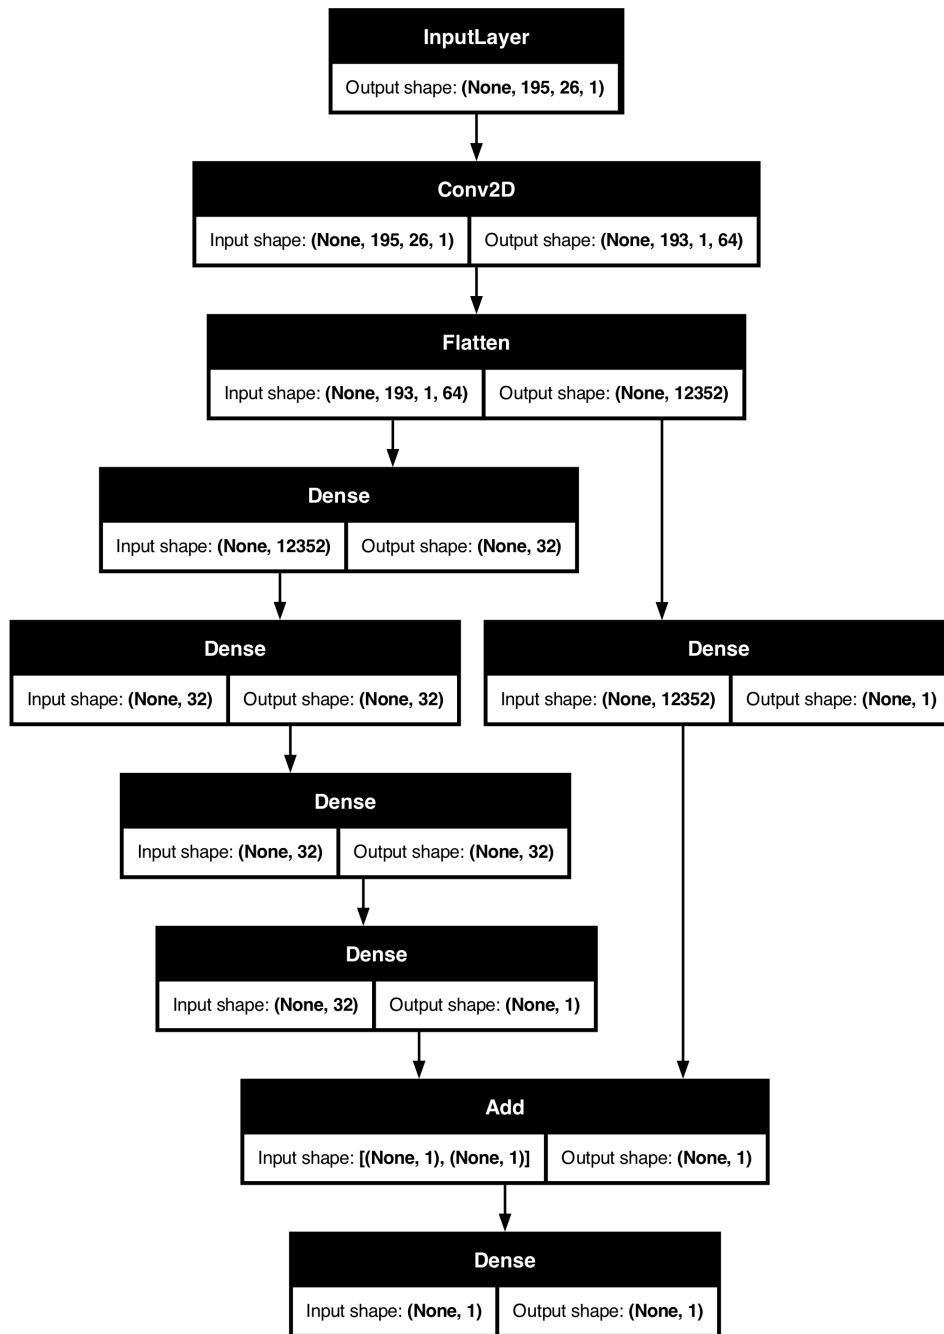 InputLayer
Output shape: (None, 195, 26, 1)
Conv2D
Input shape: (None, 195, 26, 1) Output shape: (None, 193, 1, 64)
Flatten
Input shape: (None, 193, 1, 64) Output shape: (None, 12352)
Dense
Input shape: (None, 12352) Output shape: (None, 32)
Dense
Input shape: (None, 32) Output shape: (None, 32)
Dense
Input shape: (None, 12352) Output shape: (None, 1)
Dense
Input shape: (None, 32) Output shape: (None, 32)
Dense
Input shape: (None, 32) Output shape: (None, 1)
Add
Input shape: [(None, 1), (None, 1)] Output shape: (None, 1)
Dense
Input shape: (None, 1) Output shape: (None, 1)